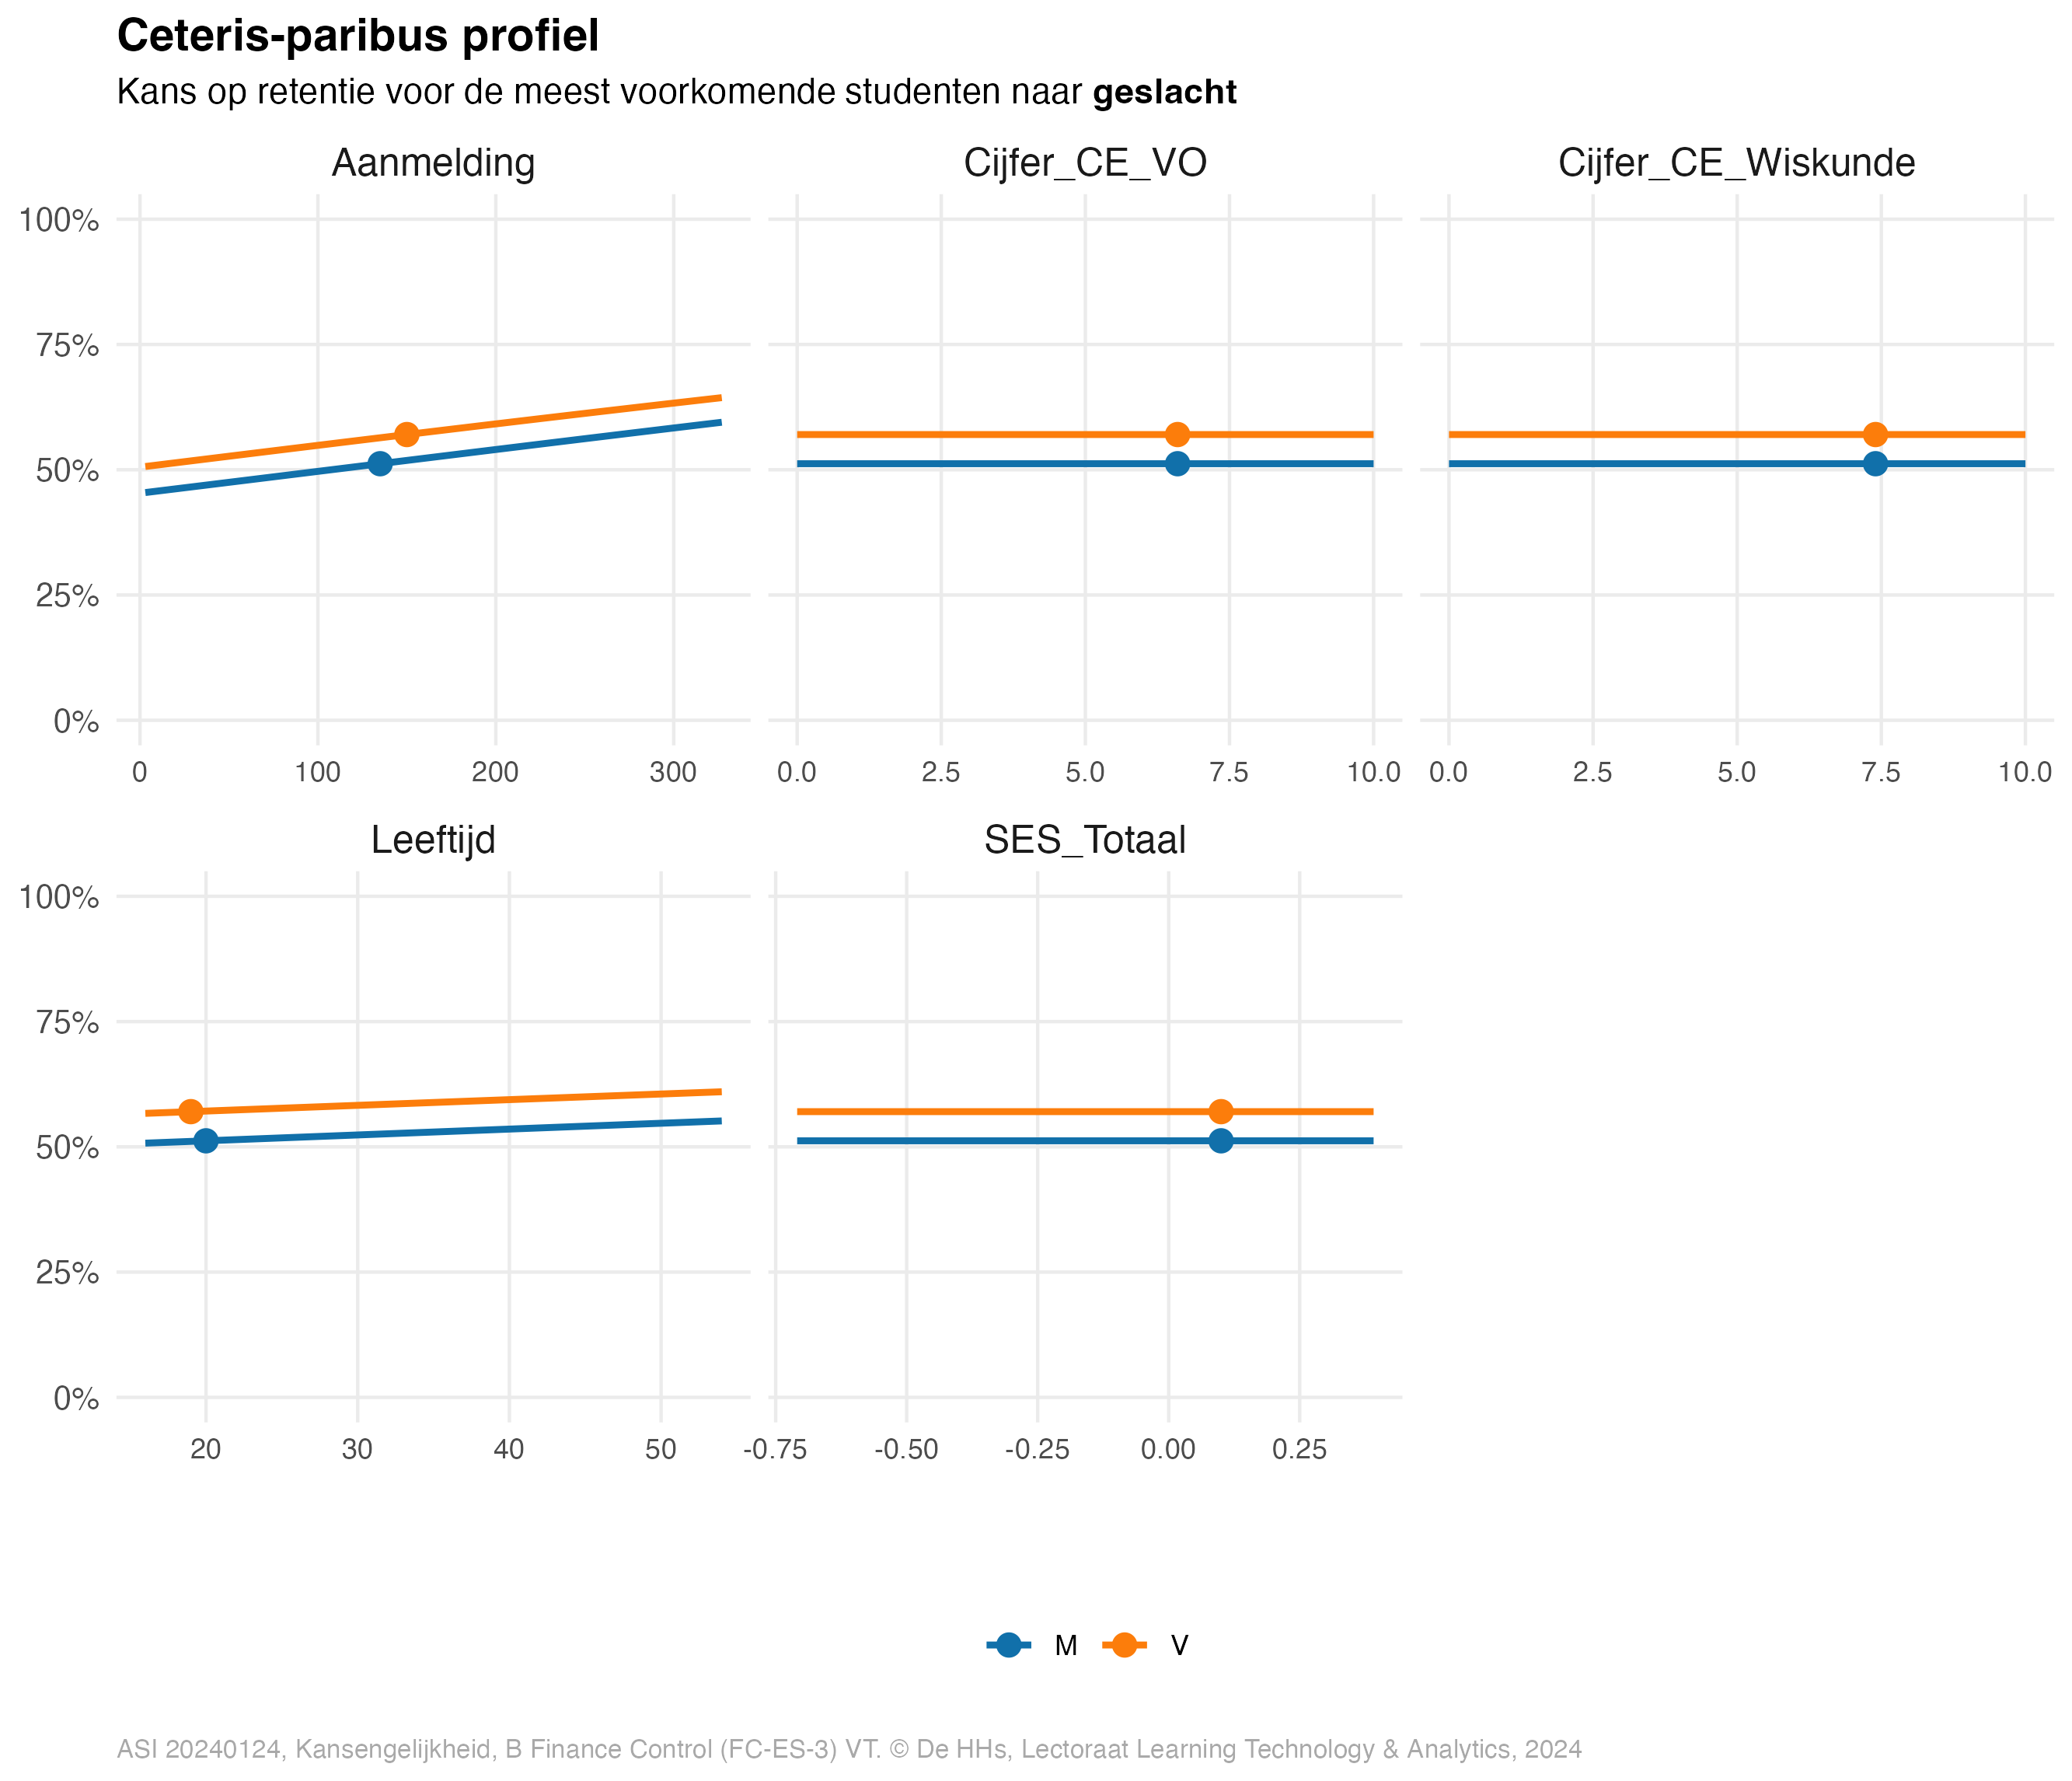 Ceteris-paribus profiel
Kans op retentie voor de meest voorkomende studenten naar geslacht
Aanmelding
Cijfer_CE_VO
Cijfer_CE_Wiskunde
100%
75%
50%
25%
0%
0 100 200 300
0.0 2.5 5.0 7.5 10.0
0.0 2.5 5.0 7.5 10.0
Leeftijd
SES_Totaal
100%
75%
50%
25%
0%
20 30 40 50
-0.75 -0.50 -0.25 0.00 0.25
M V
ASI 20240124, Kansengelijkheid, B Finance Control (FC-ES-3) VT. © De HHs, Lectoraat Learning Technology & Analytics, 2024